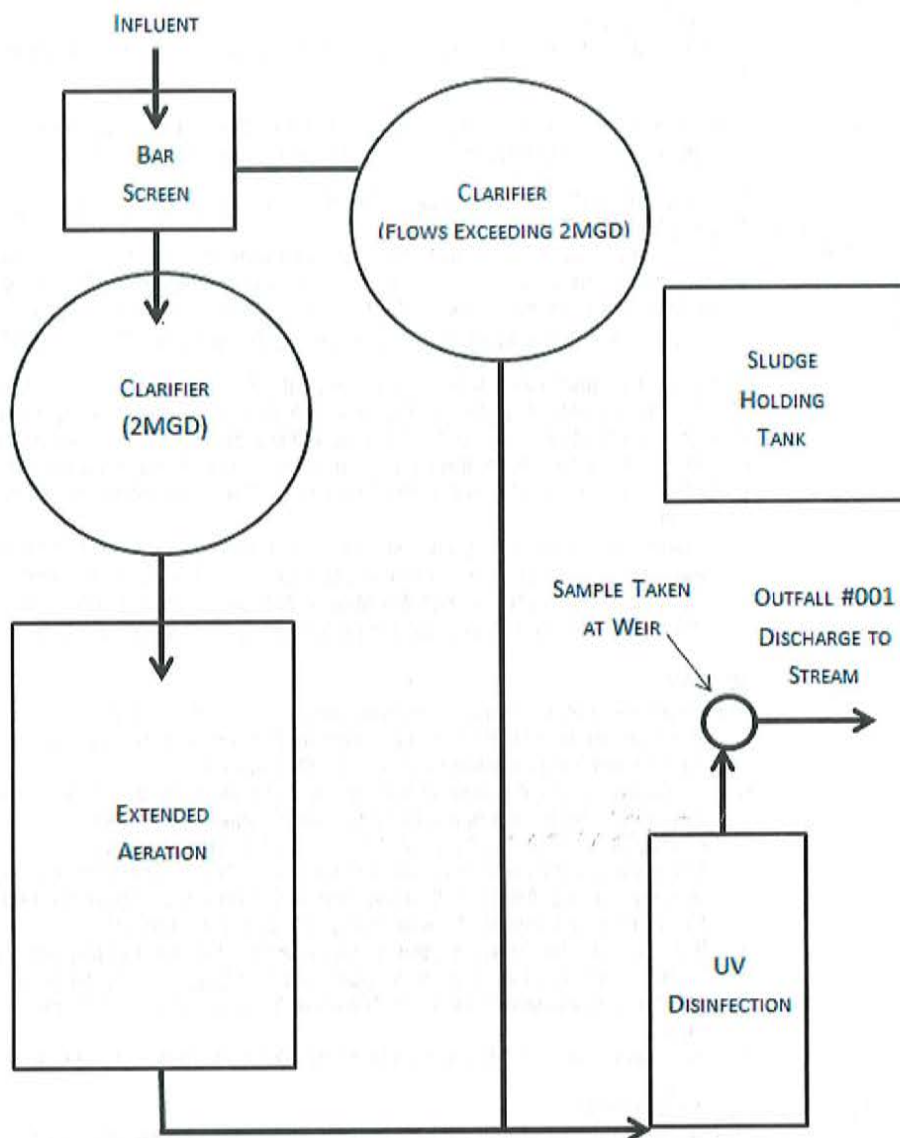 INFLUENT
BAR
SCREEN
CLARIFIER
(FLOWS EXCEEDING 2MGD)
CLARIFIER
(2MGD)
SLUDGE
HOLDING
TANK
SAMPLE TAKEN
AT WEIR
OUTFALL #001
DISCHARGE TO
STREAM
EXTENDED
AERATION
UV
DISINFECTION